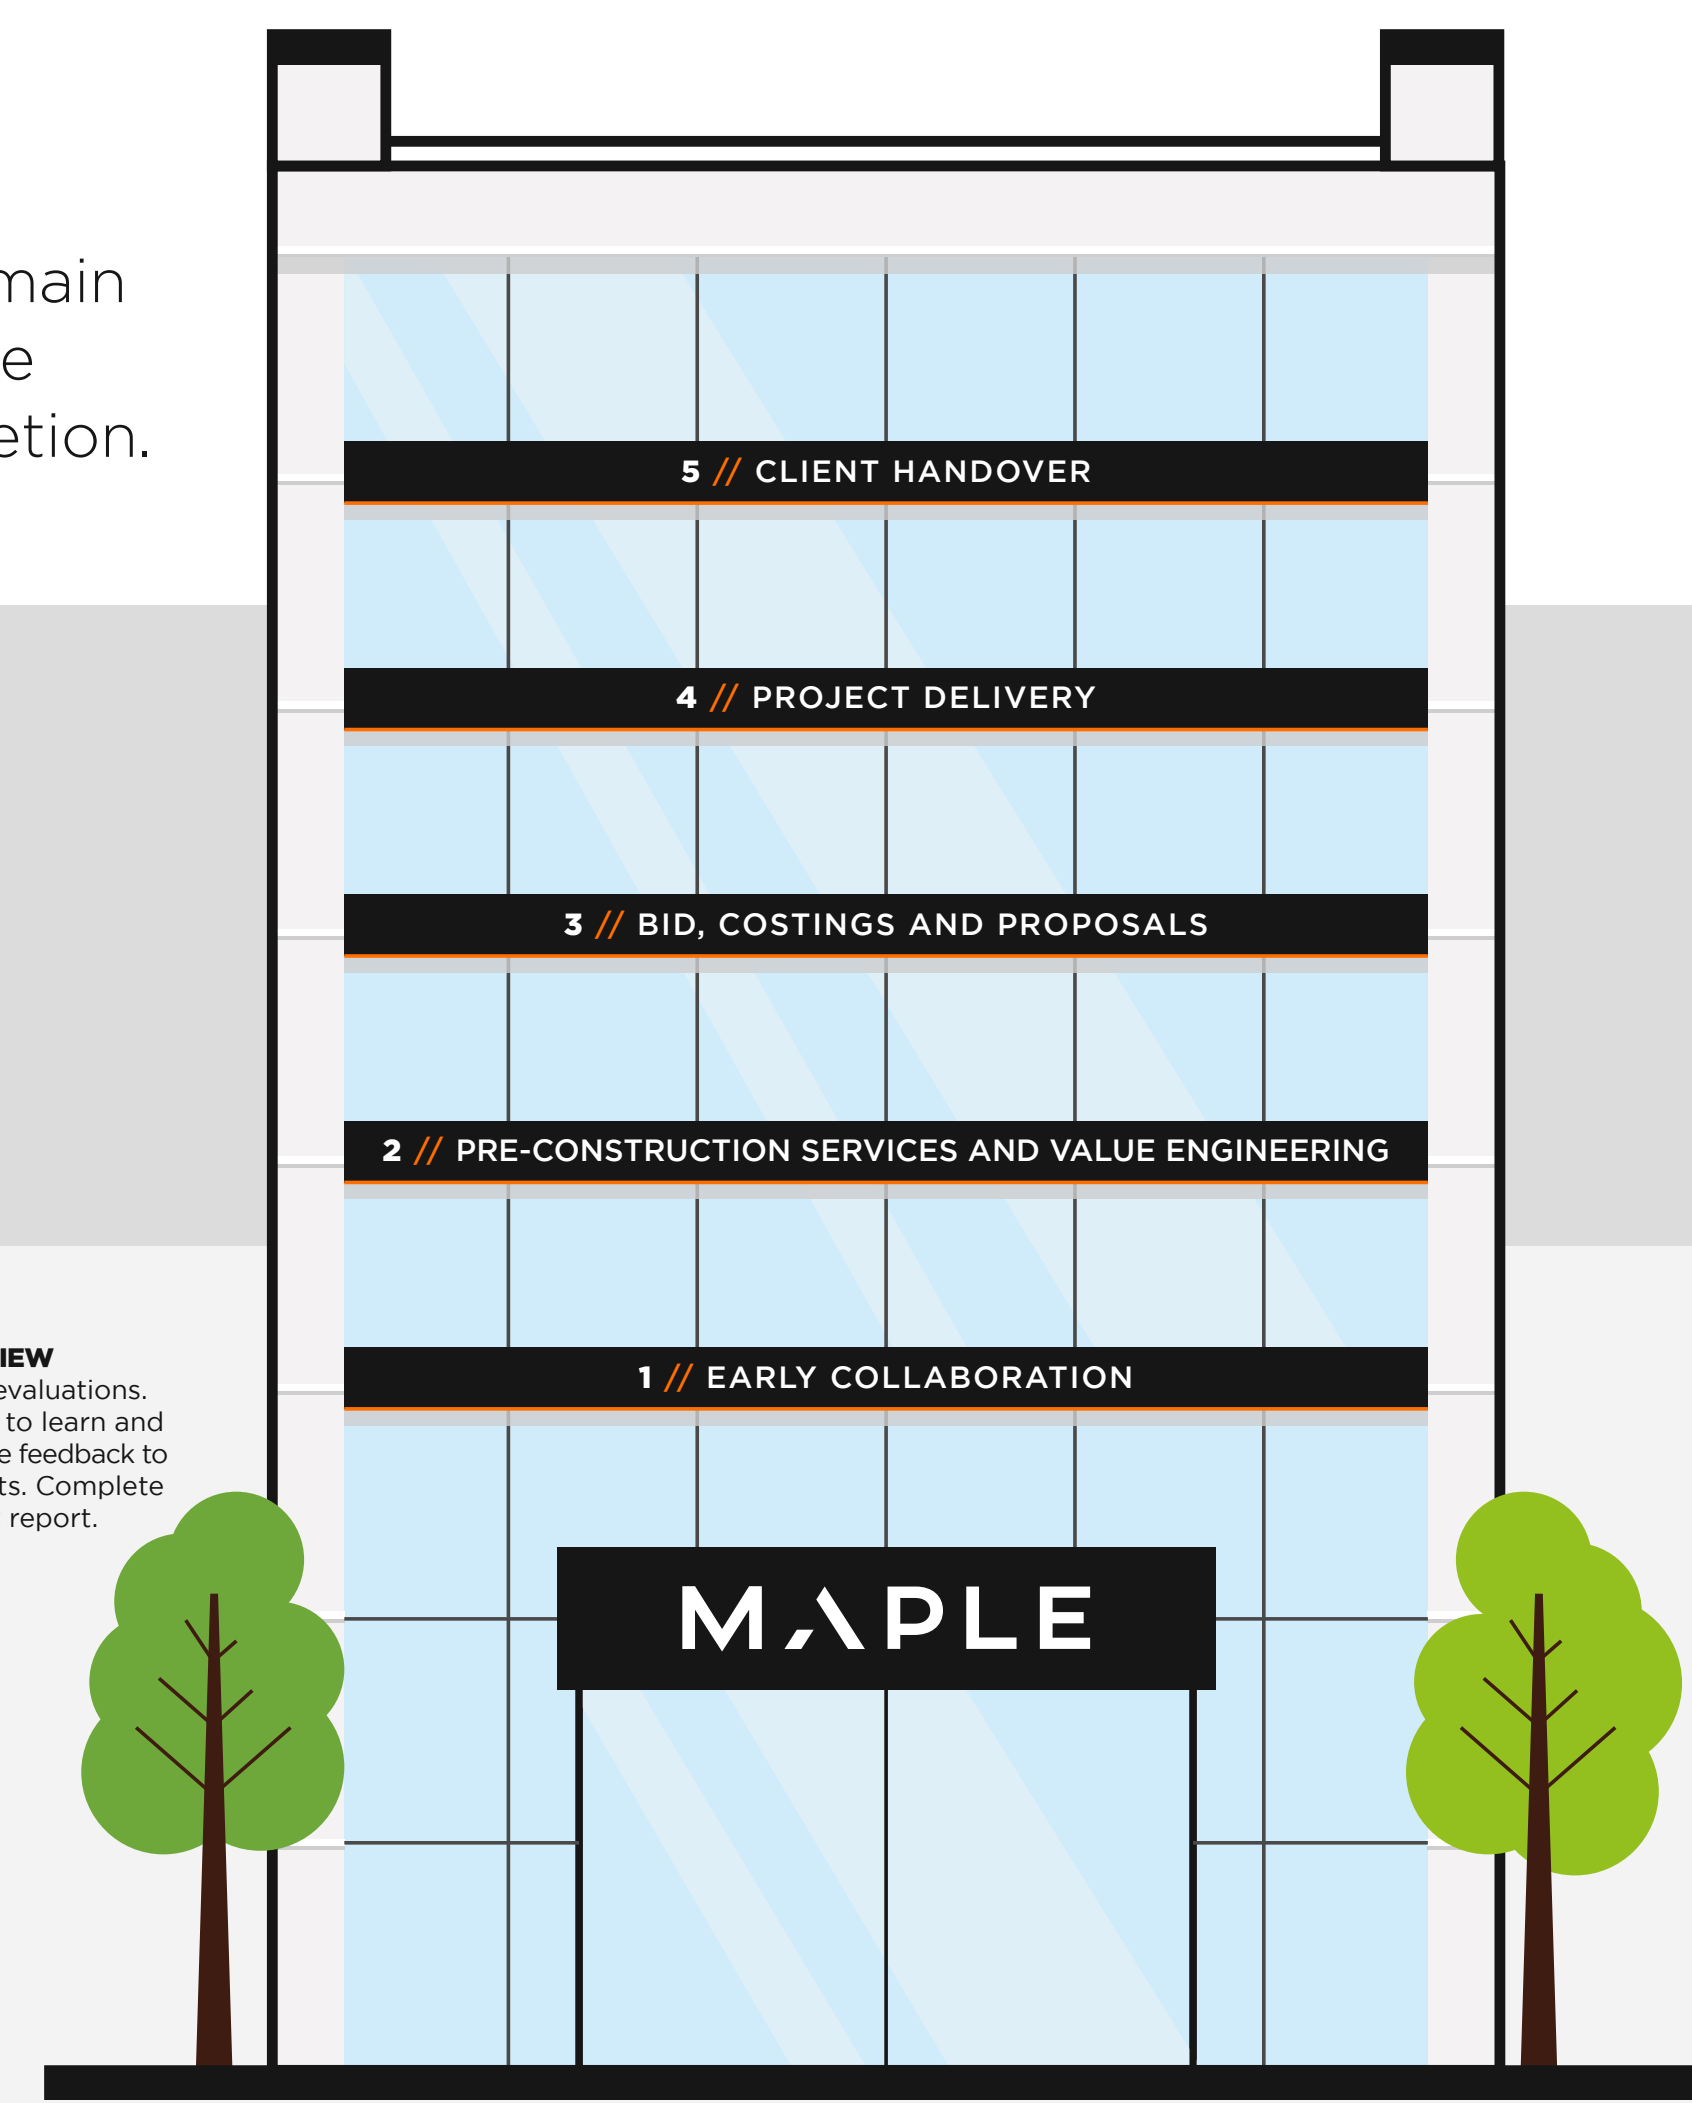 main
e
etion.
5 // CLIENT HANDOVER
4 // PROJECT DELIVERY
3 // BID, COSTINGS AND PROPOSALS
2 // PRE-CONSTRUCTION SERVICES AND VALUE ENGINEERING
1 // EARLY COLLABORATION
IEW
evaluations.
to learn and
e feedback to
ts. Complete
report.
MAPLE